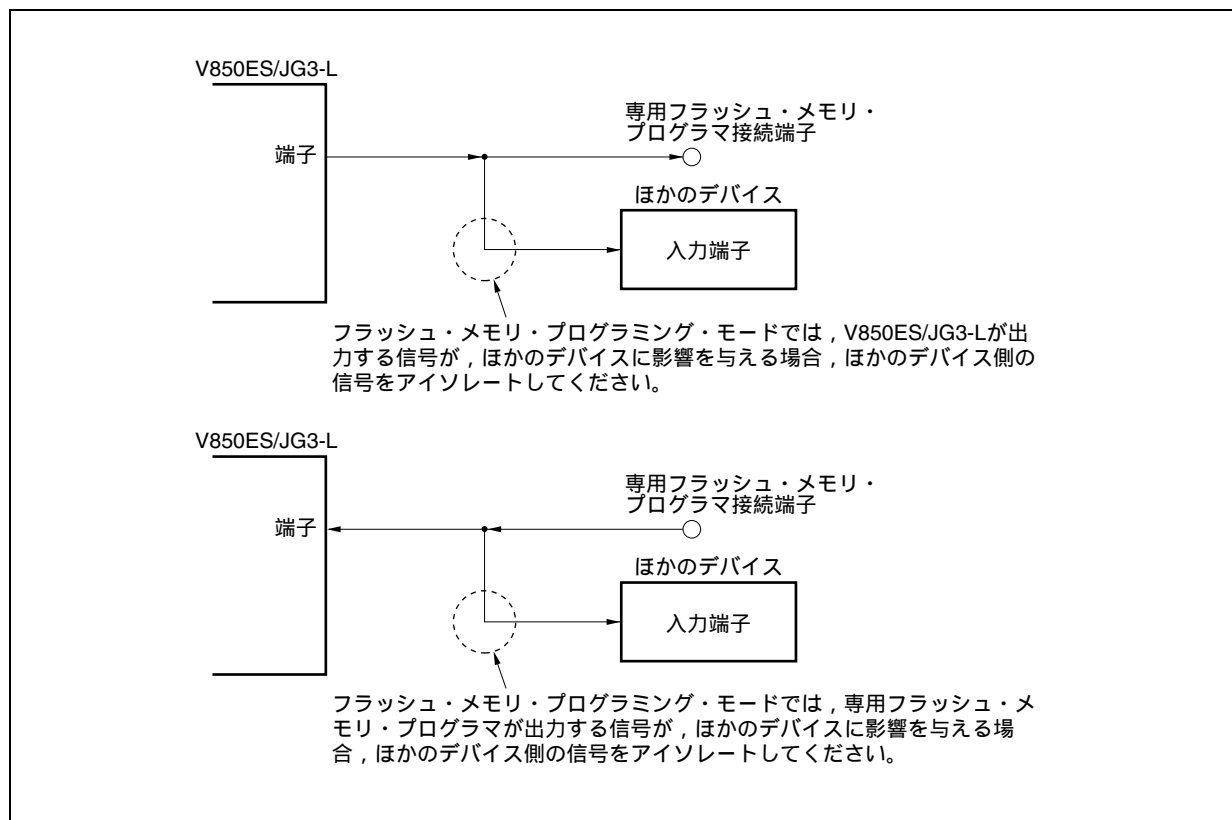 V850ES/JG3-L
専用フラッシュ・メモリ・
プログラマ接続端子
端子
ほかのデバイス
入力端子
フラッシュ・メモリ・プログラミング・モードでは，V850ES/JG3-Lが出
力する信号が，ほかのデバイスに影響を与える場合，ほかのデバイス側の
信号をアイソレートしてください。
V850ES/JG3-L
専用フラッシュ・メモリ・
プログラマ接続端子
端子
ほかのデバイス
入力端子
フラッシュ・メモリ・プログラミング・モードでは，専用フラッシュ・メ
モリ・プログラマが出力する信号が，ほかのデバイスに影響を与える場
合，ほかのデバイス側の信号をアイソレートしてください。